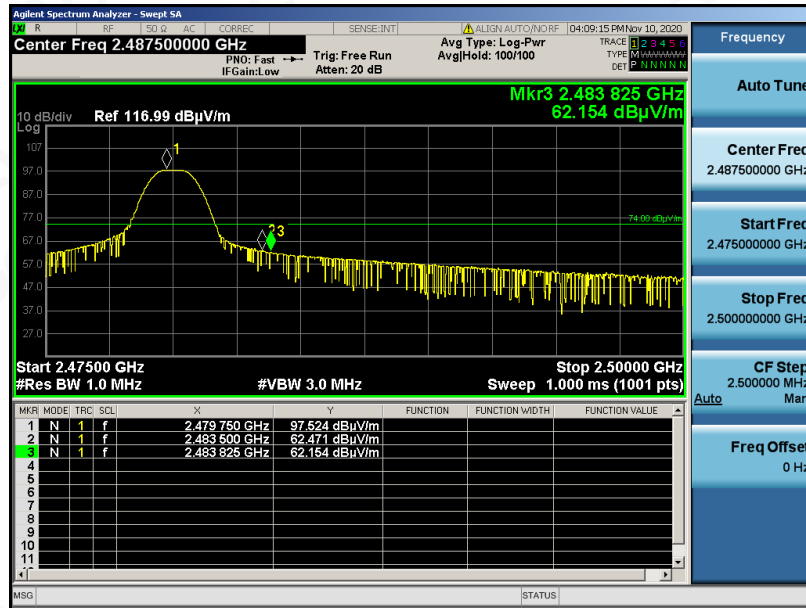 Agilent Spectrum Analyzer - Swept SA
LXI R RF 50 Ω AC CORREC SENSE:INT ALIGN AUTO/NO RF 04:09:15 PM Nov 10, 2020
Center Freq 2.487500000 GHz
PNO: Fast
IFGain:Low
Trig: Free Run
Atten: 20 dB
Avg Type: Log-Pwr
Avg|Hold: 100/100
TRACE 1 2 3 4 5 6
TYPE M WWWWW
DET P N N N N N
Mkr3 2.483 825 GHz
62.154 dBµV/m
10 dB/div Ref 116.99 dBµV/m
Log
107
97.0
87.0
77.0
67.0
57.0
47.0
37.0
27.0
1
2
3
74.00 dBµV/m
Start 2.47500 GHz Stop 2.50000 GHz
#Res BW 1.0 MHz #VBW 3.0 MHz Sweep 1.000 ms (1001 pts)
MKR MODE TRC SCL X Y FUNCTION FUNCTION WIDTH FUNCTION VALUE
1 N 1 f 2.479 750 GHz 97.524 dBµV/m
2 N 1 f 2.483 500 GHz 62.471 dBµV/m
3 N 1 f 2.483 825 GHz 62.154 dBµV/m
4
5
6
7
8
9
10
11
MSG STATUS
Frequency
Auto Tune
Center Freq
2.487500000 GHz
Start Freq
2.475000000 GHz
Stop Freq
2.500000000 GHz
CF Step
2.500000 MHz
Auto Man
Freq Offset
0 Hz